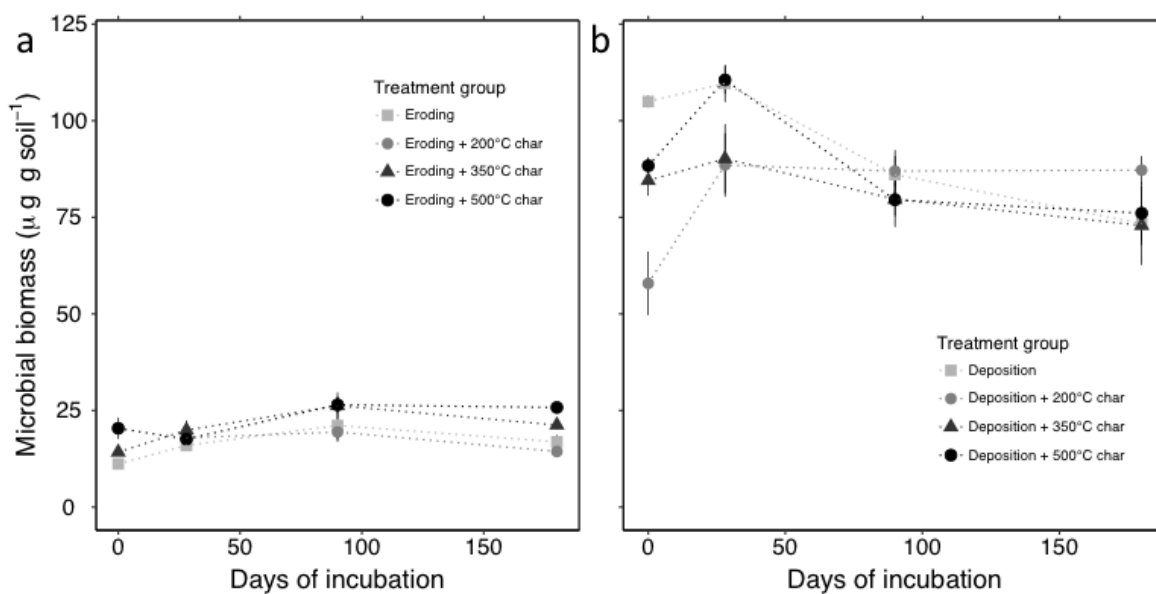 a
Microbial biomass (μ g g soil⁻¹)
125
100
75
50
25
0
Treatment group
Eroding
Eroding + 200°C char
Eroding + 350°C char
Eroding + 500°C char
0 50 100 150
Days of incubation
b
Treatment group
Deposition
Deposition + 200°C char
Deposition + 350°C char
Deposition + 500°C char
0 50 100 150
Days of incubation